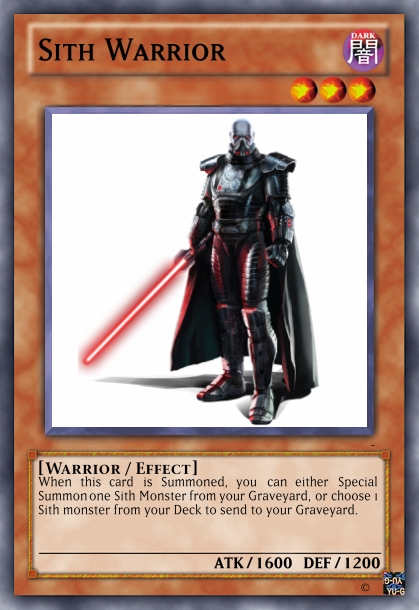 SITH WARRIOR
DARK
闇
-
[WARRIOR / EFFECT]
When this card is Summoned, you can either Special
Summon one Sith Monster from your Graveyard, or choose 1
Sith monster from your Deck to send to your Graveyard.
ATK / 1600 DEF / 1200
©
YU-G